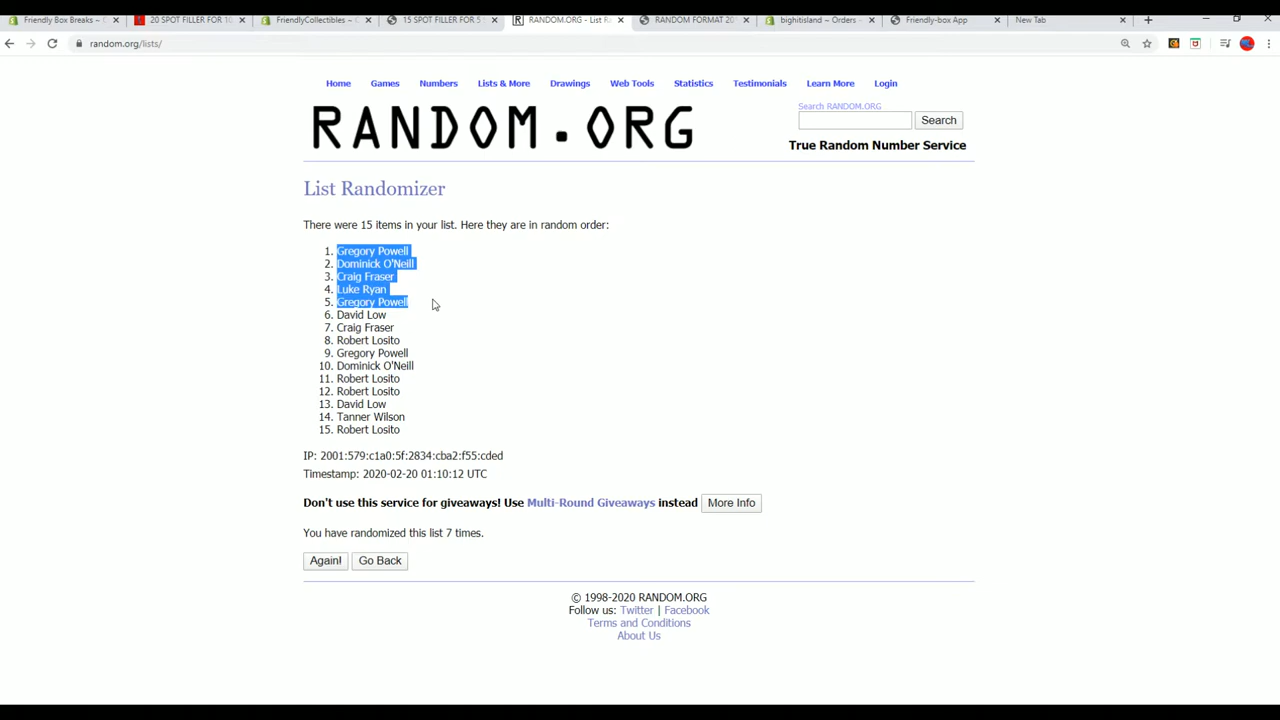 Friendly Box Breaks – 
20 SPOT FILLER FOR 10
FriendlyCollectibles ~ 
15 SPOT FILLER FOR 5
RANDOM.ORG - List R
RANDOM FORMAT 20
bighitisland ~ Orders ~ 
Friendly-box App
New Tab
random.org/lists/
Home Games Numbers Lists & More Drawings Web Tools Statistics Testimonials Learn More Login
RANDOM.ORG
Search RANDOM.ORG
Search
True Random Number Service
List Randomizer
There were 15 items in your list. Here they are in random order:
1. Gregory Powell
2. Dominick O'Neill
3. Craig Fraser
4. Luke Ryan
5. Gregory Powell
6. David Low
7. Craig Fraser
8. Robert Losito
9. Gregory Powell
10. Dominick O'Neill
11. Robert Losito
12. Robert Losito
13. David Low
14. Tanner Wilson
15. Robert Losito
IP: 2001:579:c1a0:5f:2834:cba2:f55:cded
Timestamp: 2020-02-20 01:10:12 UTC
Don't use this service for giveaways! Use Multi-Round Giveaways instead More Info
You have randomized this list 7 times.
Again! Go Back
© 1998-2020 RANDOM.ORG
Follow us: Twitter | Facebook
Terms and Conditions
About Us